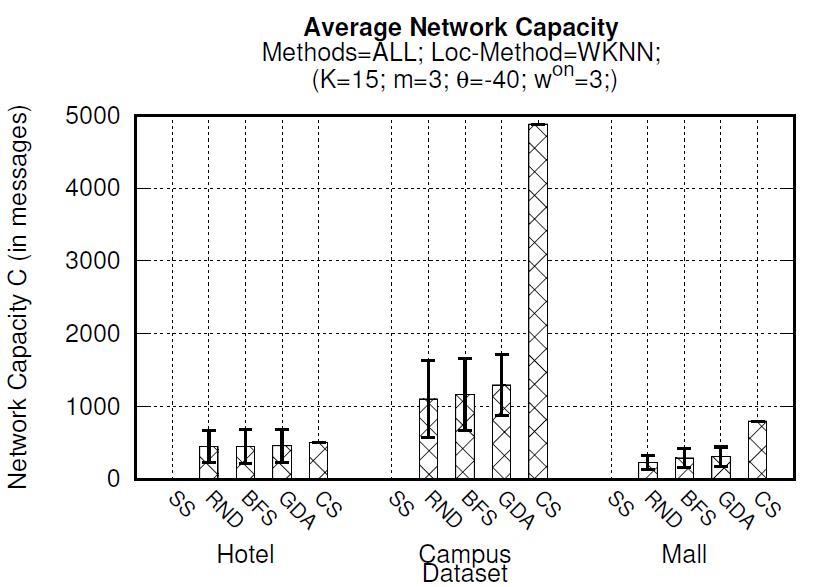 Average Network Capacity
Methods=ALL; Loc-Method=WKNN;
(K=15; m=3; θ=-40; w^on=3;)
Network Capacity C (in messages)
5000
4000
3000
2000
1000
0
SS RND BFS GDA CS SS RND BFS GDA CS SS RND BFS GDA CS
Hotel Campus Mall
Dataset